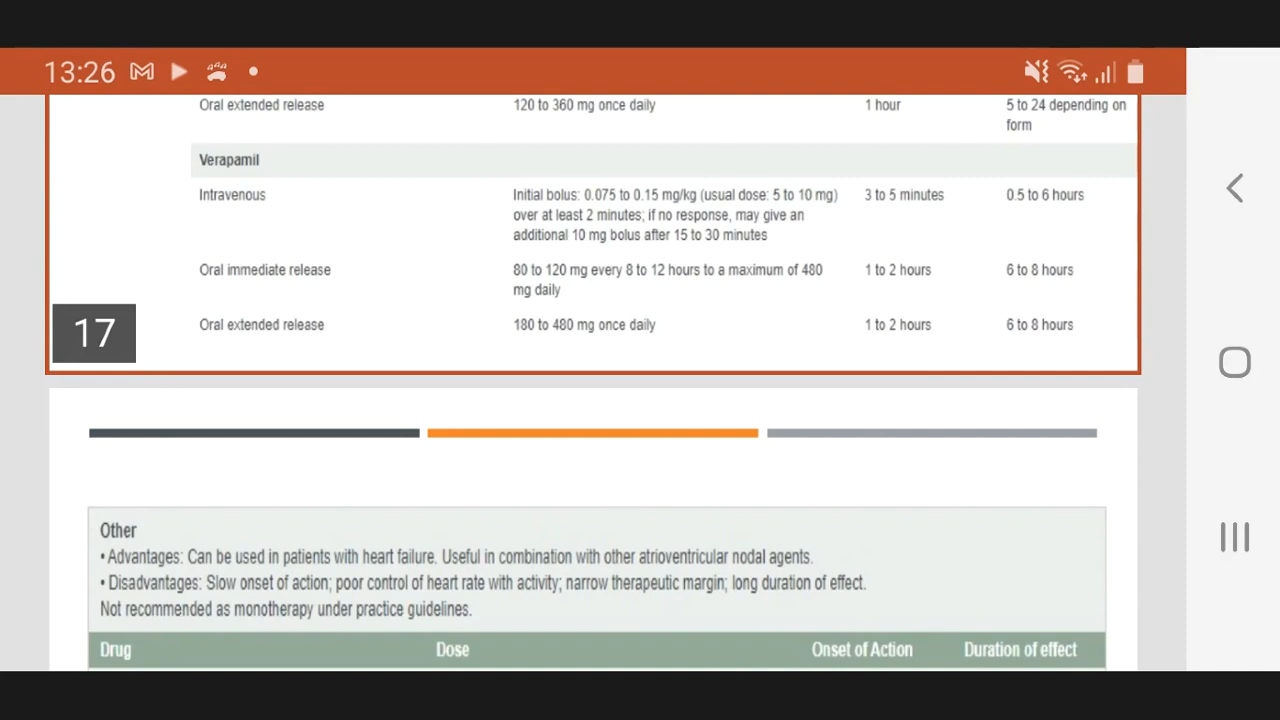 13:26
Oral extended release 120 to 360 mg once daily 1 hour 5 to 24 depending on
form
Verapamil
Intravenous Initial bolus: 0.075 to 0.15 mg/kg (usual dose: 5 to 10 mg) 3 to 5 minutes 0.5 to 6 hours
over at least 2 minutes; if no response, may give an
additional 10 mg bolus after 15 to 30 minutes
Oral immediate release 80 to 120 mg every 8 to 12 hours to a maximum of 480 1 to 2 hours 6 to 8 hours
mg daily
Oral extended release 180 to 480 mg once daily 1 to 2 hours 6 to 8 hours
17
Other
• Advantages: Can be used in patients with heart failure. Useful in combination with other atrioventricular nodal agents.
• Disadvantages: Slow onset of action; poor control of heart rate with activity; narrow therapeutic margin; long duration of effect.
Not recommended as monotherapy under practice guidelines.
Drug Dose Onset of Action Duration of effect